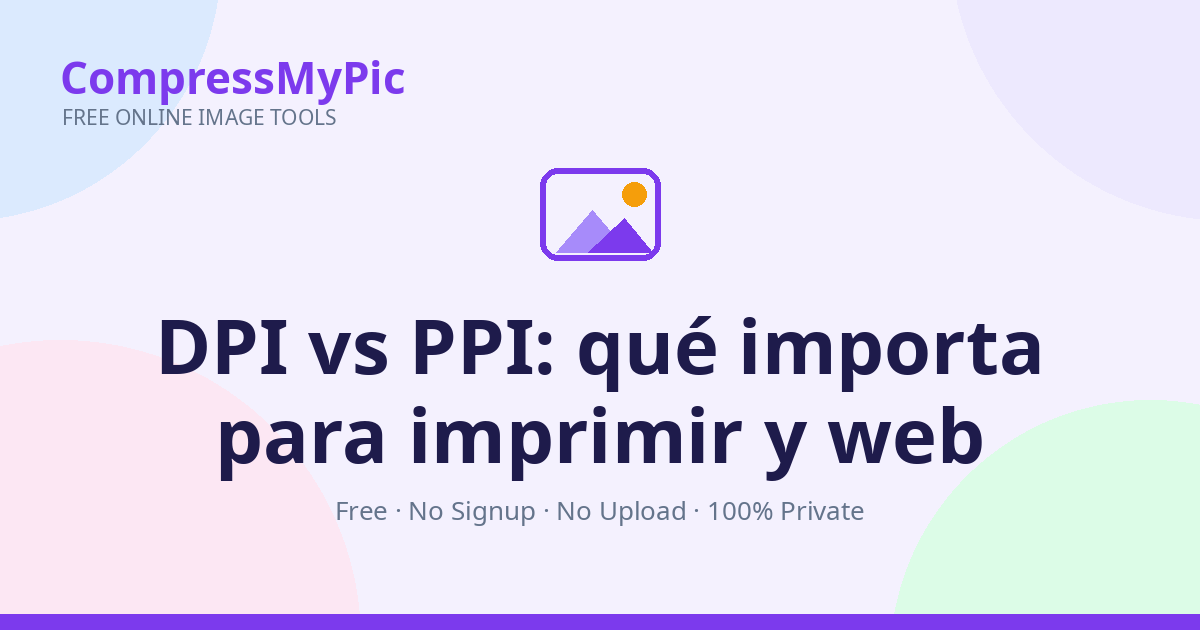 CompressMyPic
FREE ONLINE IMAGE TOOLS
DPI vs PPI: qué importa
para imprimir y web
Free · No Signup · No Upload · 100% Private